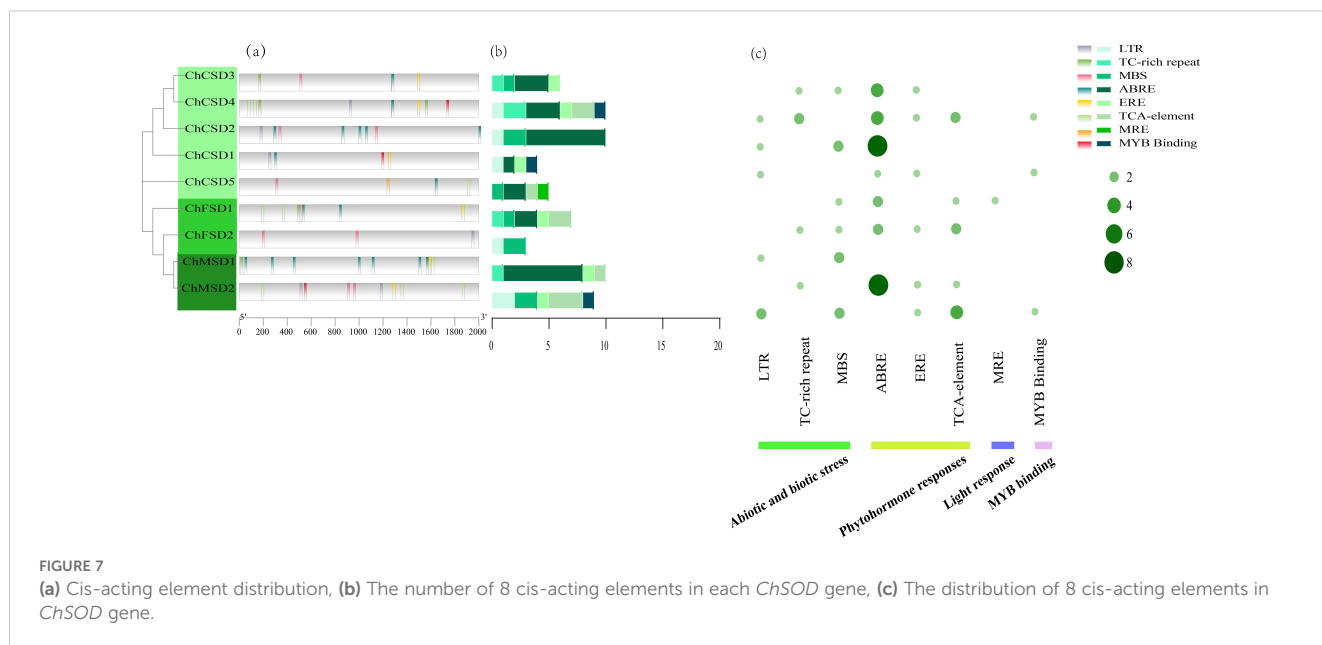 (a)
(b)
(c)
ChCSD3
ChCSD4
ChCSD2
ChCSD1
ChCSD5
ChFSD1
ChFSD2
ChMSD1
ChMSD2
5'
3'
0 200 400 600 800 1000 1200 1400 1600 1800 2000
0 5 10 15 20
LTR
TC-rich repeat
MBS
ABRE
ERE
TCA-element
MRE
MYB Binding
2
4
6
8
LTR
TC-rich repeat
MBS
ABRE
ERE
TCA-element
MRE
MYB Binding
Abiotic and biotic stress
Phytohormone responses
Light response
MYB binding
FIGURE 7
(a) Cis-acting element distribution, (b) The number of 8 cis-acting elements in each ChSOD gene, (c) The distribution of 8 cis-acting elements in
ChSOD gene.